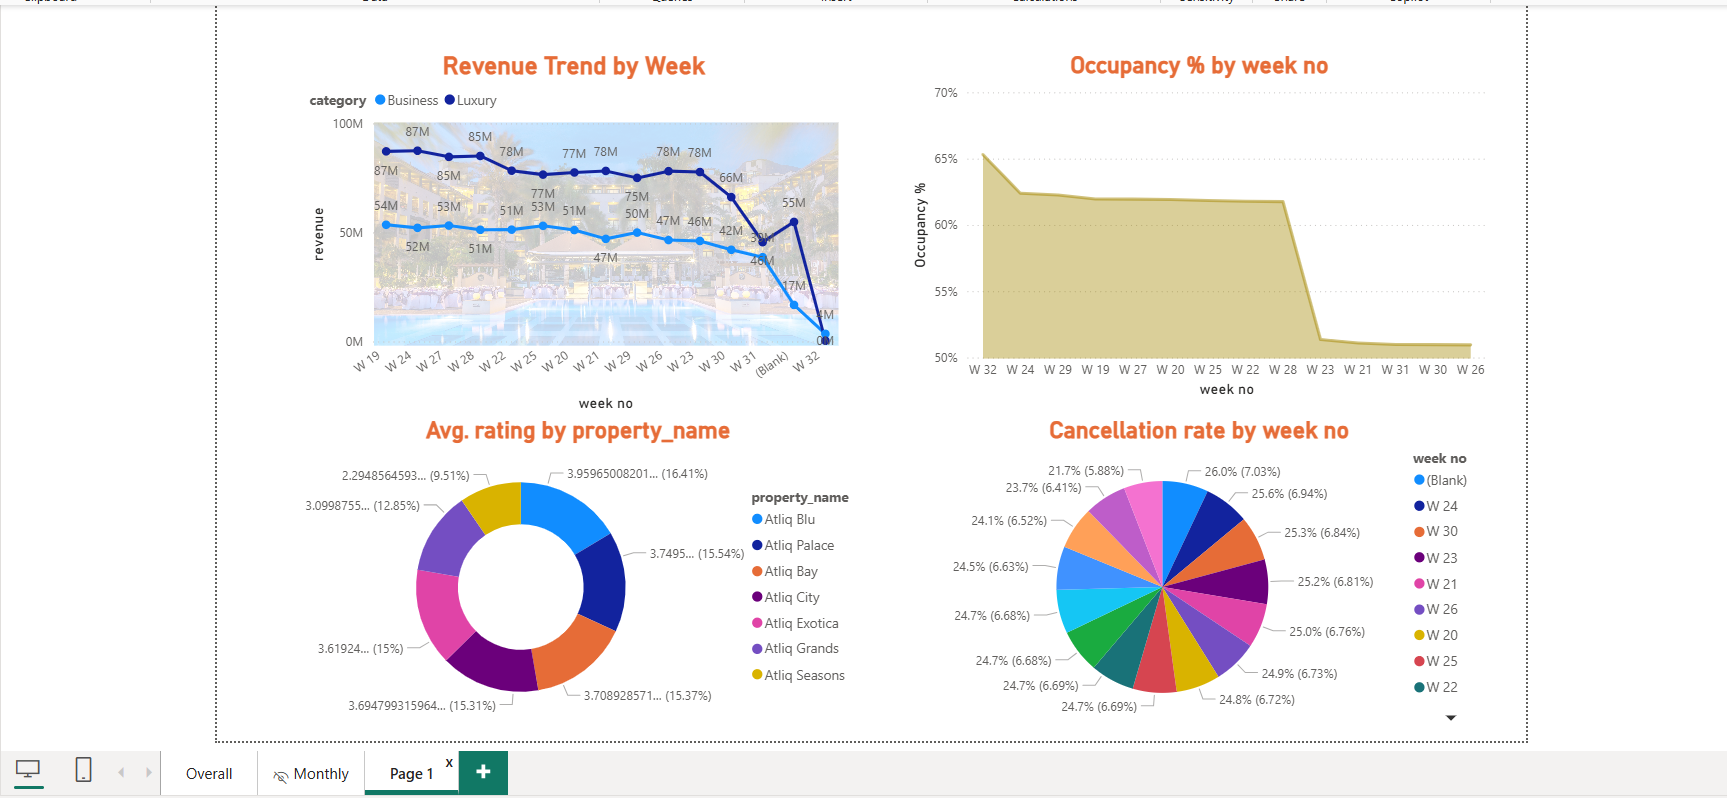 Revenue Trend by Week
category Business Luxury
revenue
100M
50M
0M
87M
87M
85M
85M
78M
77M
77M
78M
75M
78M
78M
66M
55M
54M
52M
53M
51M
51M
53M
51M
47M
50M
47M
46M
42M
17M
4M
W 19
W 24
W 27
W 28
W 22
W 25
W 20
W 21
W 29
W 26
W 23
W 30
W 31
(Blank)
W 32
week no
Occupancy % by week no
Occupancy %
70%
65%
60%
55%
50%
W 32 W 24 W 29 W 19 W 27 W 20 W 25 W 22 W 28 W 23 W 21 W 31 W 30 W 26
week no
Avg. rating by property_name
3.95965008201... (16.41%)
3.7495... (15.54%)
3.708928571... (15.37%)
3.694799315964... (15.31%)
3.61924... (15%)
3.0998755... (12.85%)
2.2948564593... (9.51%)
property_name
Atliq Blu
Atliq Palace
Atliq Bay
Atliq City
Atliq Exotica
Atliq Grands
Atliq Seasons
Cancellation rate by week no
26.0% (7.03%)
25.6% (6.94%)
25.3% (6.84%)
25.2% (6.81%)
25.0% (6.76%)
24.9% (6.73%)
24.8% (6.72%)
24.7% (6.69%)
24.7% (6.69%)
24.7% (6.68%)
24.7% (6.68%)
24.5% (6.63%)
24.1% (6.52%)
23.7% (6.41%)
21.7% (5.88%)
week no
(Blank)
W 24
W 30
W 23
W 21
W 26
W 20
W 25
W 22
Overall
Monthly
Page 1
x
+